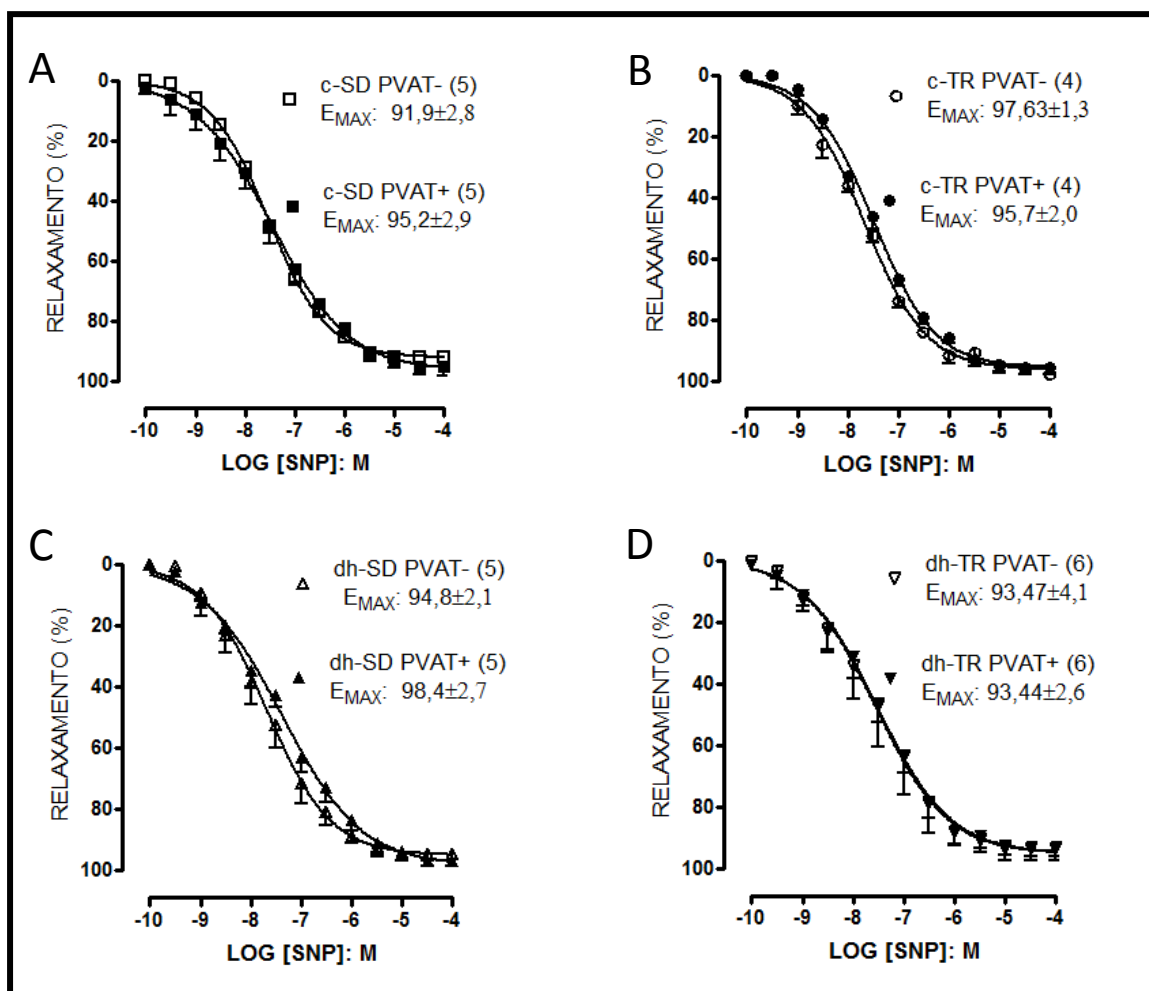 A
c-SD PVAT- (5)
EMAX: 91,9±2,8
c-SD PVAT+ (5)
EMAX: 95,2±2,9
RELAXAMENTO (%)
0
20
40
60
80
100
-10 -9 -8 -7 -6 -5 -4
LOG [SNP]: M
B
c-TR PVAT- (4)
EMAX: 97,63±1,3
c-TR PVAT+ (4)
EMAX: 95,7±2,0
RELAXAMENTO (%)
0
20
40
60
80
100
-10 -9 -8 -7 -6 -5 -4
LOG [SNP]: M
C
dh-SD PVAT- (5)
EMAX: 94,8±2,1
dh-SD PVAT+ (5)
EMAX: 98,4±2,7
RELAXAMENTO (%)
0
20
40
60
80
100
-10 -9 -8 -7 -6 -5 -4
LOG [SNP]: M
D
dh-TR PVAT- (6)
EMAX: 93,47±4,1
dh-TR PVAT+ (6)
EMAX: 93,44±2,6
RELAXAMENTO (%)
0
20
40
60
80
100
-10 -9 -8 -7 -6 -5 -4
LOG [SNP]: M